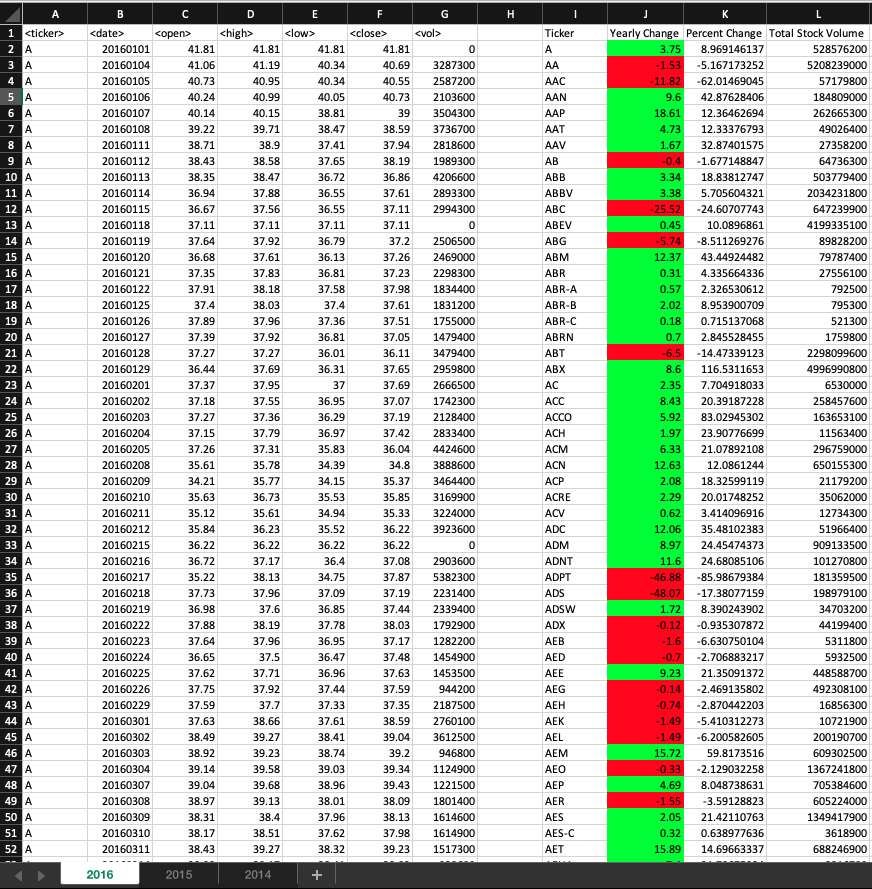 A B C D E F G H I J K L
1 <ticker> <date> <open> <high> <low> <close> <vol> Ticker Yearly Change Percent Change Total Stock Volume
2 A 20160101 41.81 41.81 41.81 41.81 0 A 3.75 8.969146137 528576200
3 A 20160104 41.06 41.19 40.34 40.69 3287300 AA -1.53 -5.167173252 5208239000
4 A 20160105 40.73 40.95 40.34 40.55 2587200 AAC -11.82 -62.01469045 57179800
5 A 20160106 40.24 40.99 40.05 40.73 2103600 AAN 9.6 42.87628406 184809000
6 A 20160107 40.14 40.15 38.81 39 3504300 AAP 18.61 12.36462694 262665300
7 A 20160108 39.22 39.71 38.47 38.59 3736700 AAT 4.73 12.33376793 49026400
8 A 20160111 38.71 38.9 37.41 37.94 2818600 AAV 1.67 32.87401575 27358200
9 A 20160112 38.43 38.58 37.65 38.19 1989300 AB -0.4 -1.677148847 64736300
10 A 20160113 38.35 38.47 36.72 36.86 4206600 ABB 3.34 18.83812747 503779400
11 A 20160114 36.94 37.88 36.55 37.61 2893300 ABBV 3.38 5.705604321 2034231800
12 A 20160115 36.67 37.56 36.55 37.11 2994300 ABC -25.52 -24.60707743 647239900
13 A 20160118 37.11 37.11 37.11 37.11 0 ABEV 0.45 10.0896861 4199335100
14 A 20160119 37.64 37.92 36.79 37.2 2506500 ABG -5.74 -8.511269276 89828200
15 A 20160120 36.68 37.61 36.13 37.26 2469000 ABM 12.37 43.44924482 79787400
16 A 20160121 37.35 37.83 36.81 37.23 2298300 ABR 0.31 4.335664336 27556100
17 A 20160122 37.91 38.18 37.58 37.98 1834400 ABR-A 0.57 2.326530612 792500
18 A 20160125 37.4 38.03 37.4 37.61 1831200 ABR-B 2.02 8.953900709 795300
19 A 20160126 37.89 37.96 37.36 37.51 1755000 ABR-C 0.18 0.715137068 521300
20 A 20160127 37.39 37.92 36.81 37.05 1479400 ABRN 0.7 2.845528455 1759800
21 A 20160128 37.27 37.27 36.01 36.11 3479400 ABT -6.5 -14.47339123 2298099600
22 A 20160129 36.44 37.69 36.31 37.65 2959800 ABX 8.6 116.5311653 4996990800
23 A 20160201 37.37 37.95 37 37.69 2666500 AC 2.35 7.704918033 6530000
24 A 20160202 37.18 37.55 36.95 37.07 1742300 ACC 8.43 20.39187228 258457600
25 A 20160203 37.27 37.36 36.29 37.19 2128400 ACCO 5.92 83.02945302 163653100
26 A 20160204 37.15 37.79 36.97 37.42 2833400 ACH 1.97 23.90776699 11563400
27 A 20160205 37.26 37.31 35.83 36.04 4424600 ACM 6.33 21.07892108 296759000
28 A 20160208 35.61 35.78 34.39 34.8 3888600 ACN 12.63 12.0861244 650155300
29 A 20160209 34.21 35.77 34.15 35.37 3464400 ACP 2.08 18.32599119 21179200
30 A 20160210 35.63 36.73 35.53 35.85 3169900 ACRE 2.29 20.01748252 35062000
31 A 20160211 35.12 35.61 34.94 35.33 3224000 ACV 0.62 3.414096916 12734300
32 A 20160212 35.84 36.23 35.52 36.22 3923600 ADC 12.06 35.48102383 51966400
33 A 20160215 36.22 36.22 36.22 36.22 0 ADM 8.97 24.45474373 909133500
34 A 20160216 36.72 37.17 36.4 37.08 2903600 ADNT 11.6 24.68085106 101270800
35 A 20160217 35.22 38.13 34.75 37.87 5382300 ADPT -46.88 -85.98679384 181359500
36 A 20160218 37.73 37.96 37.09 37.19 2231400 ADS -48.07 -17.38077159 198979100
37 A 20160219 36.98 37.6 36.85 37.44 2339400 ADSW 1.72 8.390243902 34703200
38 A 20160222 37.88 38.19 37.78 38.03 1792900 ADX -0.12 -0.935307872 44199400
39 A 20160223 37.64 37.96 36.95 37.17 1282200 AEB -1.6 -6.630750104 5311800
40 A 20160224 36.65 37.5 36.47 37.48 1454900 AED -0.7 -2.706883217 5932500
41 A 20160225 37.62 37.71 36.96 37.63 1453500 AEE 9.23 21.35091372 448588700
42 A 20160226 37.75 37.92 37.44 37.59 944200 AEG -0.14 -2.469135802 492308100
43 A 20160229 37.59 37.7 37.33 37.35 2187500 AEH -0.74 -2.870442203 16856300
44 A 20160301 37.63 38.66 37.61 38.59 2760100 AEK -1.49 -5.410312273 10721900
45 A 20160302 38.49 39.27 38.41 39.04 3612500 AEL -1.49 -6.200582605 200190700
46 A 20160303 38.92 39.23 38.74 39.2 946800 AEM 15.72 59.8173516 609302500
47 A 20160304 39.14 39.58 39.03 39.34 1124900 AEO -0.33 -2.129032258 1367241800
48 A 20160307 39.04 39.68 38.96 39.43 1221500 AEP 4.69 8.048738631 705384600
49 A 20160308 38.97 39.13 38.01 38.09 1801400 AER -1.55 -3.59128823 605224000
50 A 20160309 38.31 38.4 37.96 38.13 1614600 AES 2.05 21.42110763 1349417900
51 A 20160310 38.17 38.51 37.62 37.98 1614900 AES-C 0.32 0.638977636 3618900
52 A 20160311 38.43 39.27 38.32 39.23 1517300 AET 15.89 14.69663337 688246900
2016 2015 2014 +